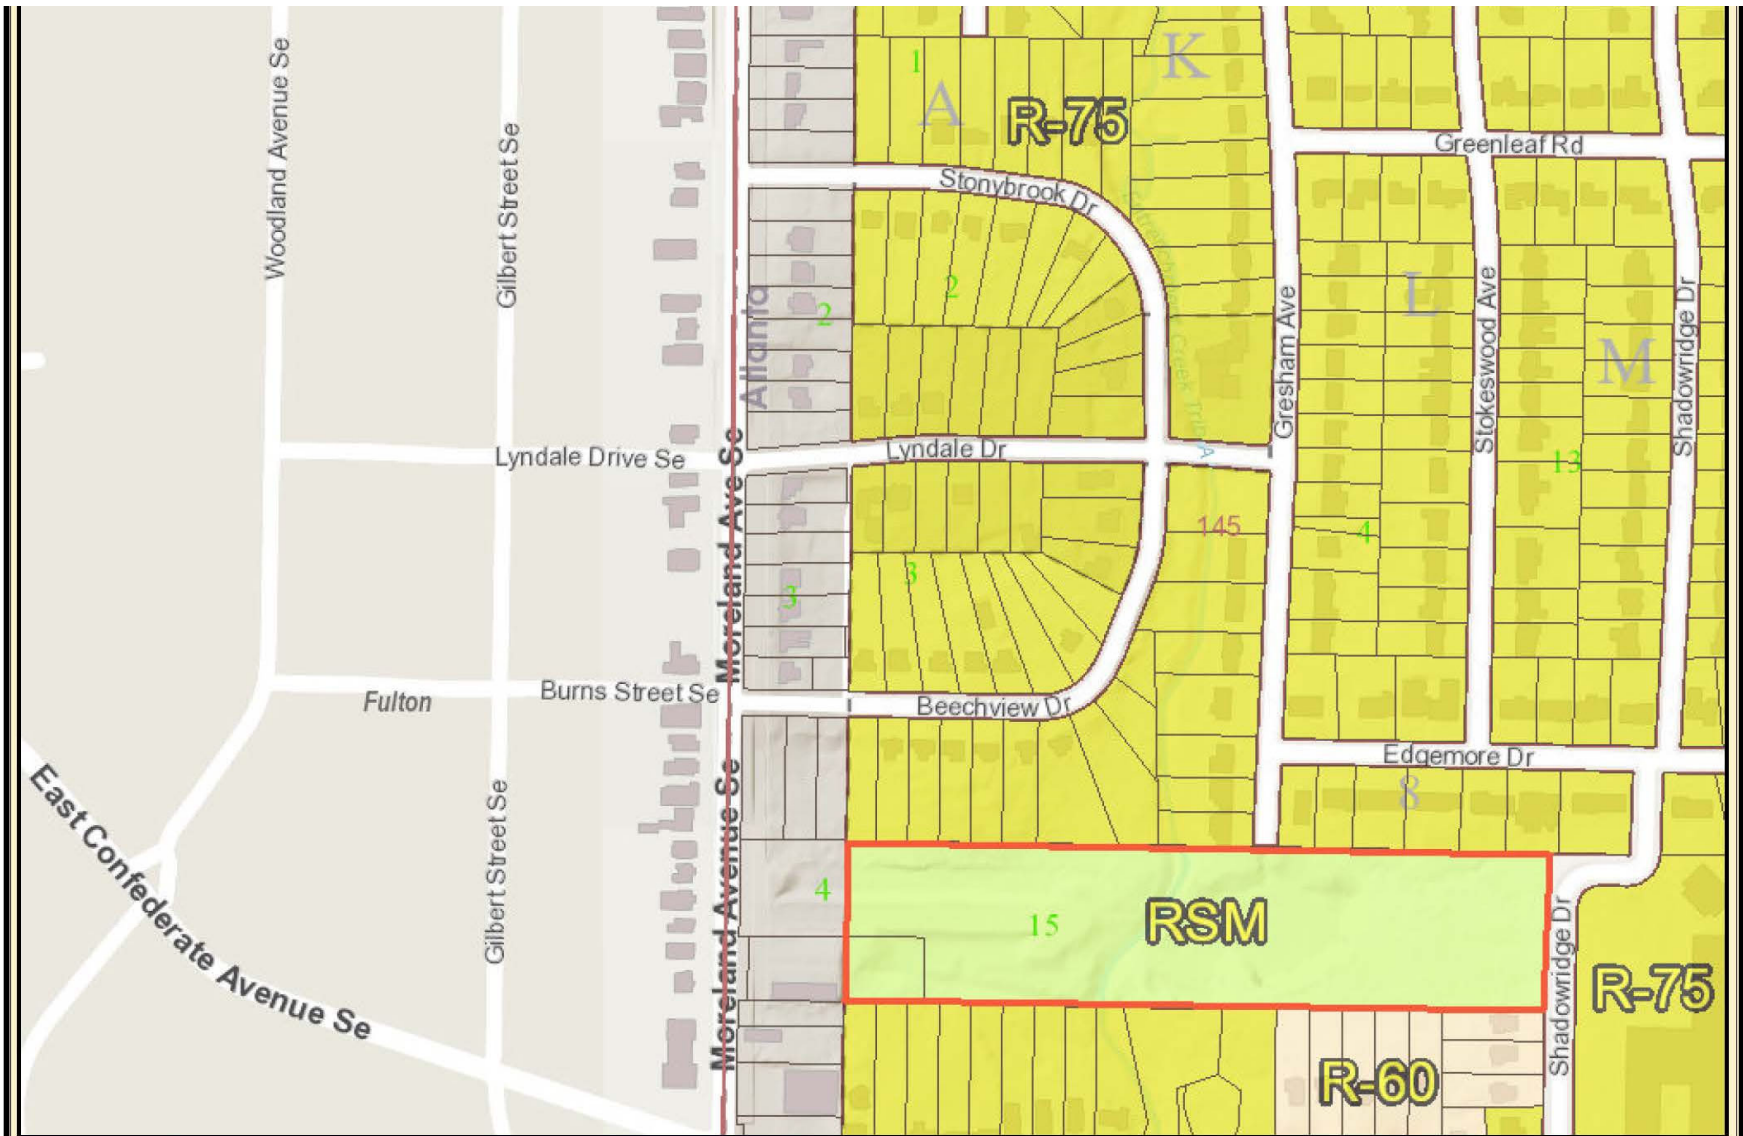 Woodland Avenue Se
Gilbert Street Se
1
A
K
R-75
Greenleaf Rd
Stonybrook Dr
2
2
Atlanta
L
M
Gresham Ave
Stokeswood Ave
Shadowridge Dr
Lyndale Drive Se
Lyndale Dr
Moreland Ave Se
13
145
4
3
3
Fulton
Burns Street Se
Beechview Dr
Edgemore Dr
8
East Confederate Avenue Se
Gilbert Street Se
Moreland Avenue Se
4
15
RSM
Shadowridge Dr
R-75
R-60
Creek Trib A